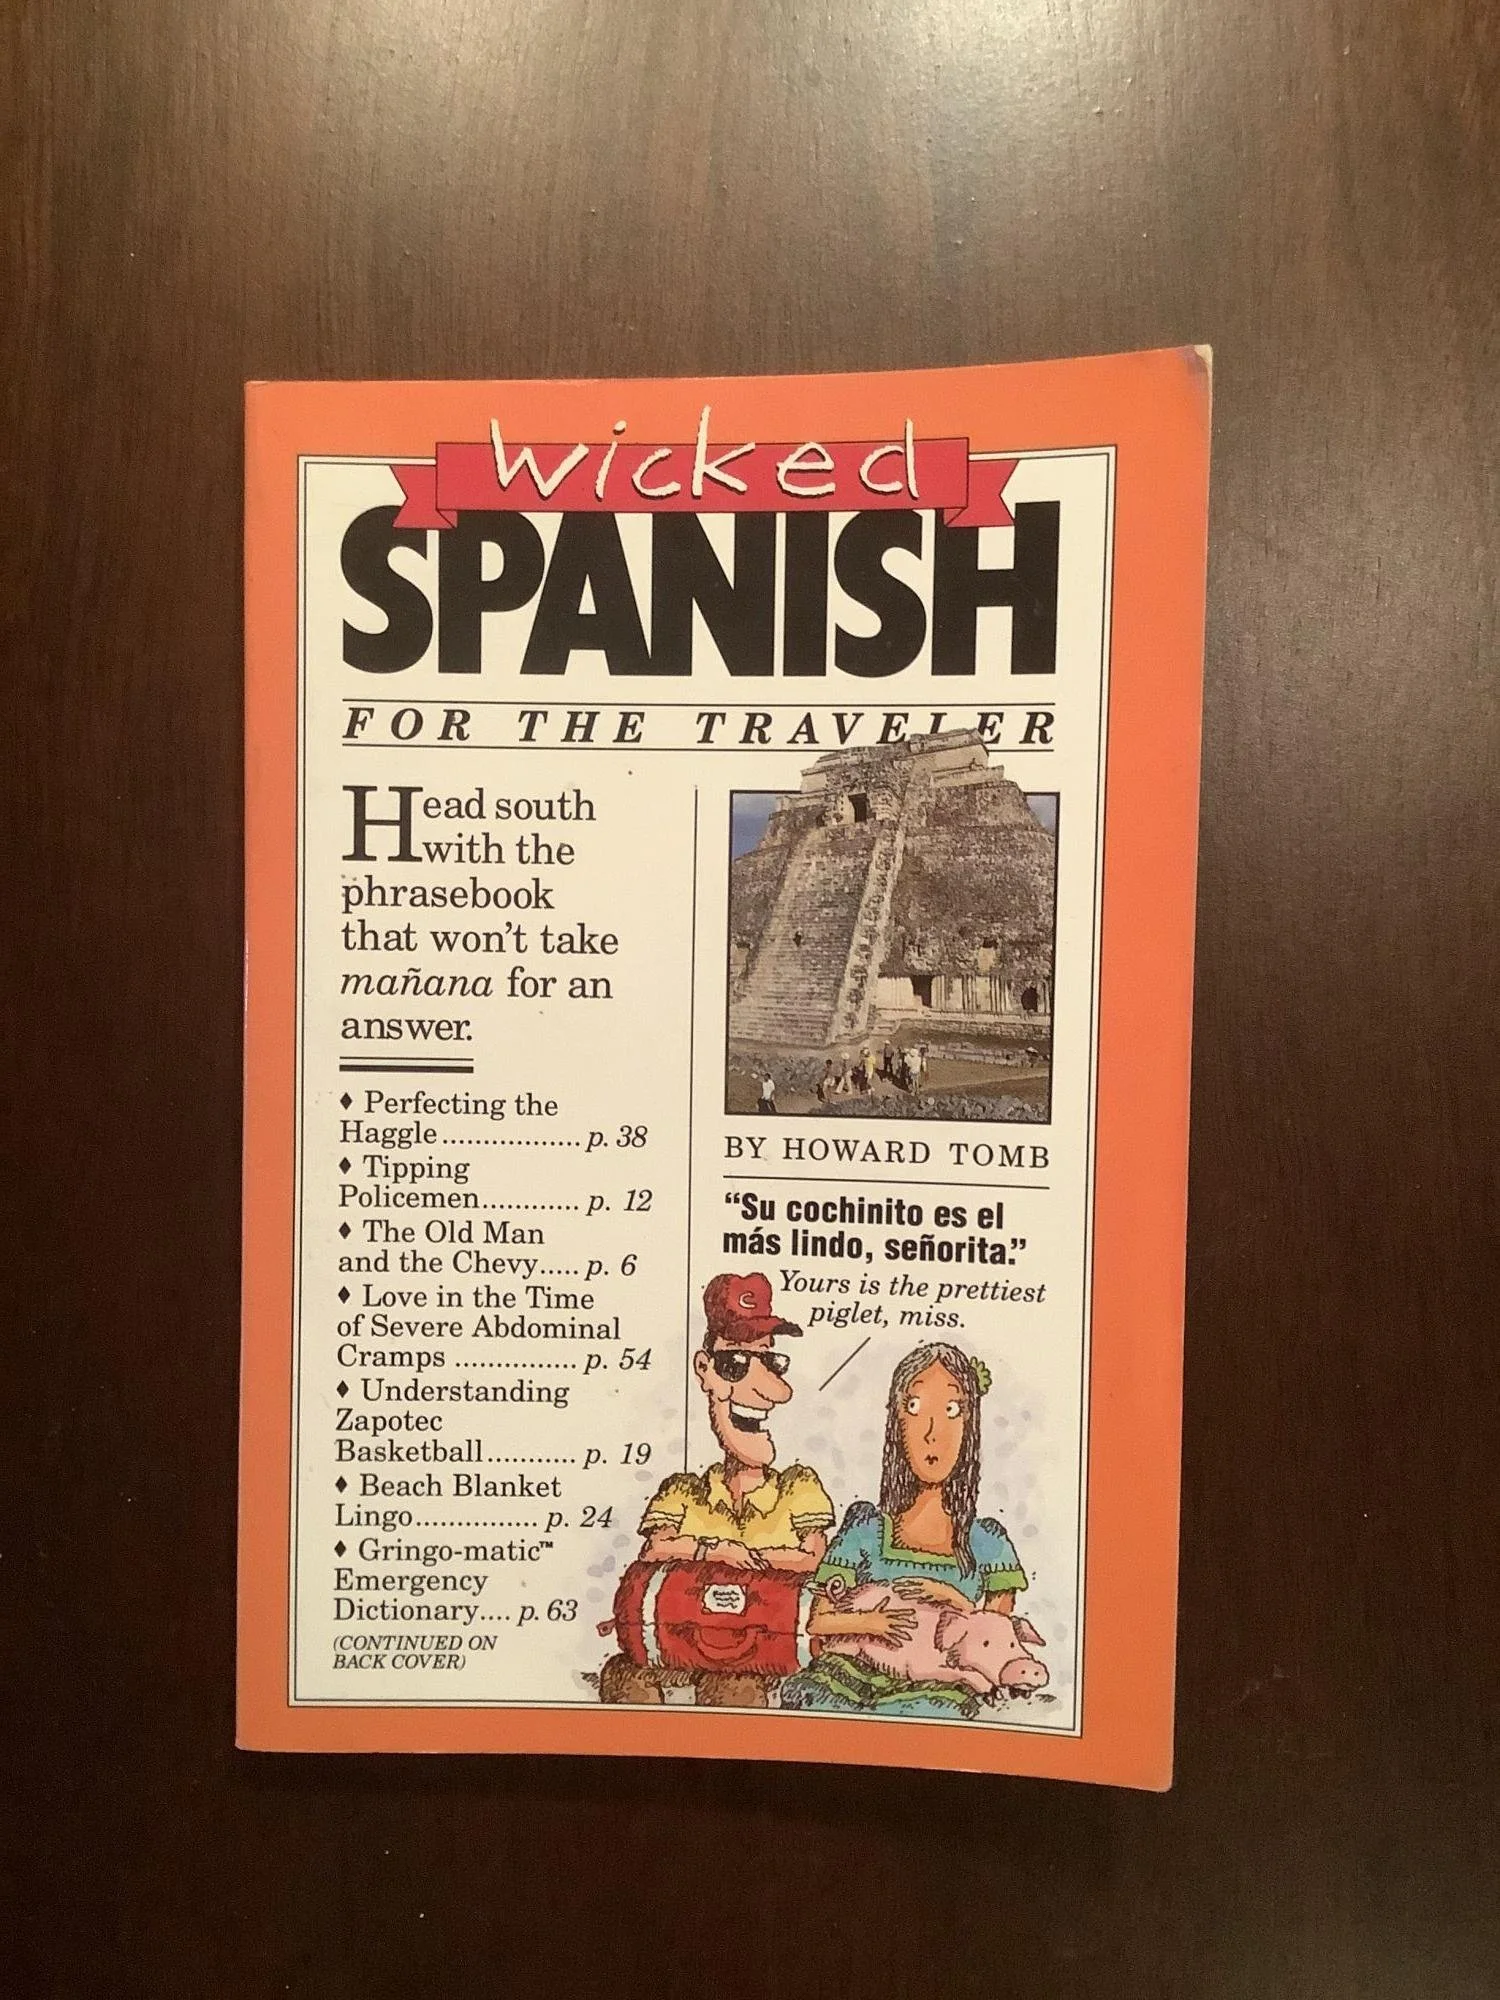 wicked
SPANISH
FOR THE TRAVELER
Head south
with the
phrasebook
that won't take
mañana for an
answer.
♦ Perfecting the
Haggle................. p. 38
♦ Tipping
Policemen............ p. 12
♦ The Old Man
and the Chevy..... p. 6
♦ Love in the Time
of Severe Abdominal
Cramps ............... p. 54
♦ Understanding
Zapotec
Basketball........... p. 19
♦ Beach Blanket
Lingo............... p. 24
♦ Gringo-matic™
Emergency
Dictionary.... p. 63
(CONTINUED ON
BACK COVER)
BY HOWARD TOMB
"Su cochinito es el
más lindo, señorita."
Yours is the prettiest
piglet, miss.
C